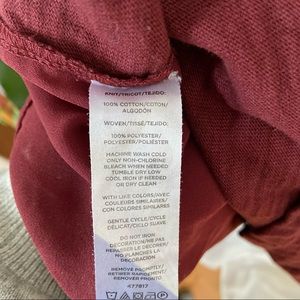 KNIT/TRICOT/TEJIDO:
100% COTTON/COTON/
ALGODÓN
WOVEN/TISSÉ/TEJIDO:
100% POLYESTER/
POLYESTER/POLIÉSTER
MACHINE WASH COLD
ONLY NON-CHLORINE
BLEACH WHEN NEEDED
TUMBLE DRY LOW
COOL IRON IF NEEDED
OR DRY CLEAN
WITH LIKE COLORS/AVEC
COULEURS SIMILAIRES/
CON COLORES SIMILARES
GENTLE CYCLE/CYCLE
DÉLICAT/CICLO SUAVE
DO NOT IRON
DECORATION/NE PAS
REPASSER LE DÉCOR/
NO PLANCHAR LA
DECORACIÓN
REMOVE PROMPTLY/
RETIRER RAPIDEMENT/
REMOVER PRONTO
477817